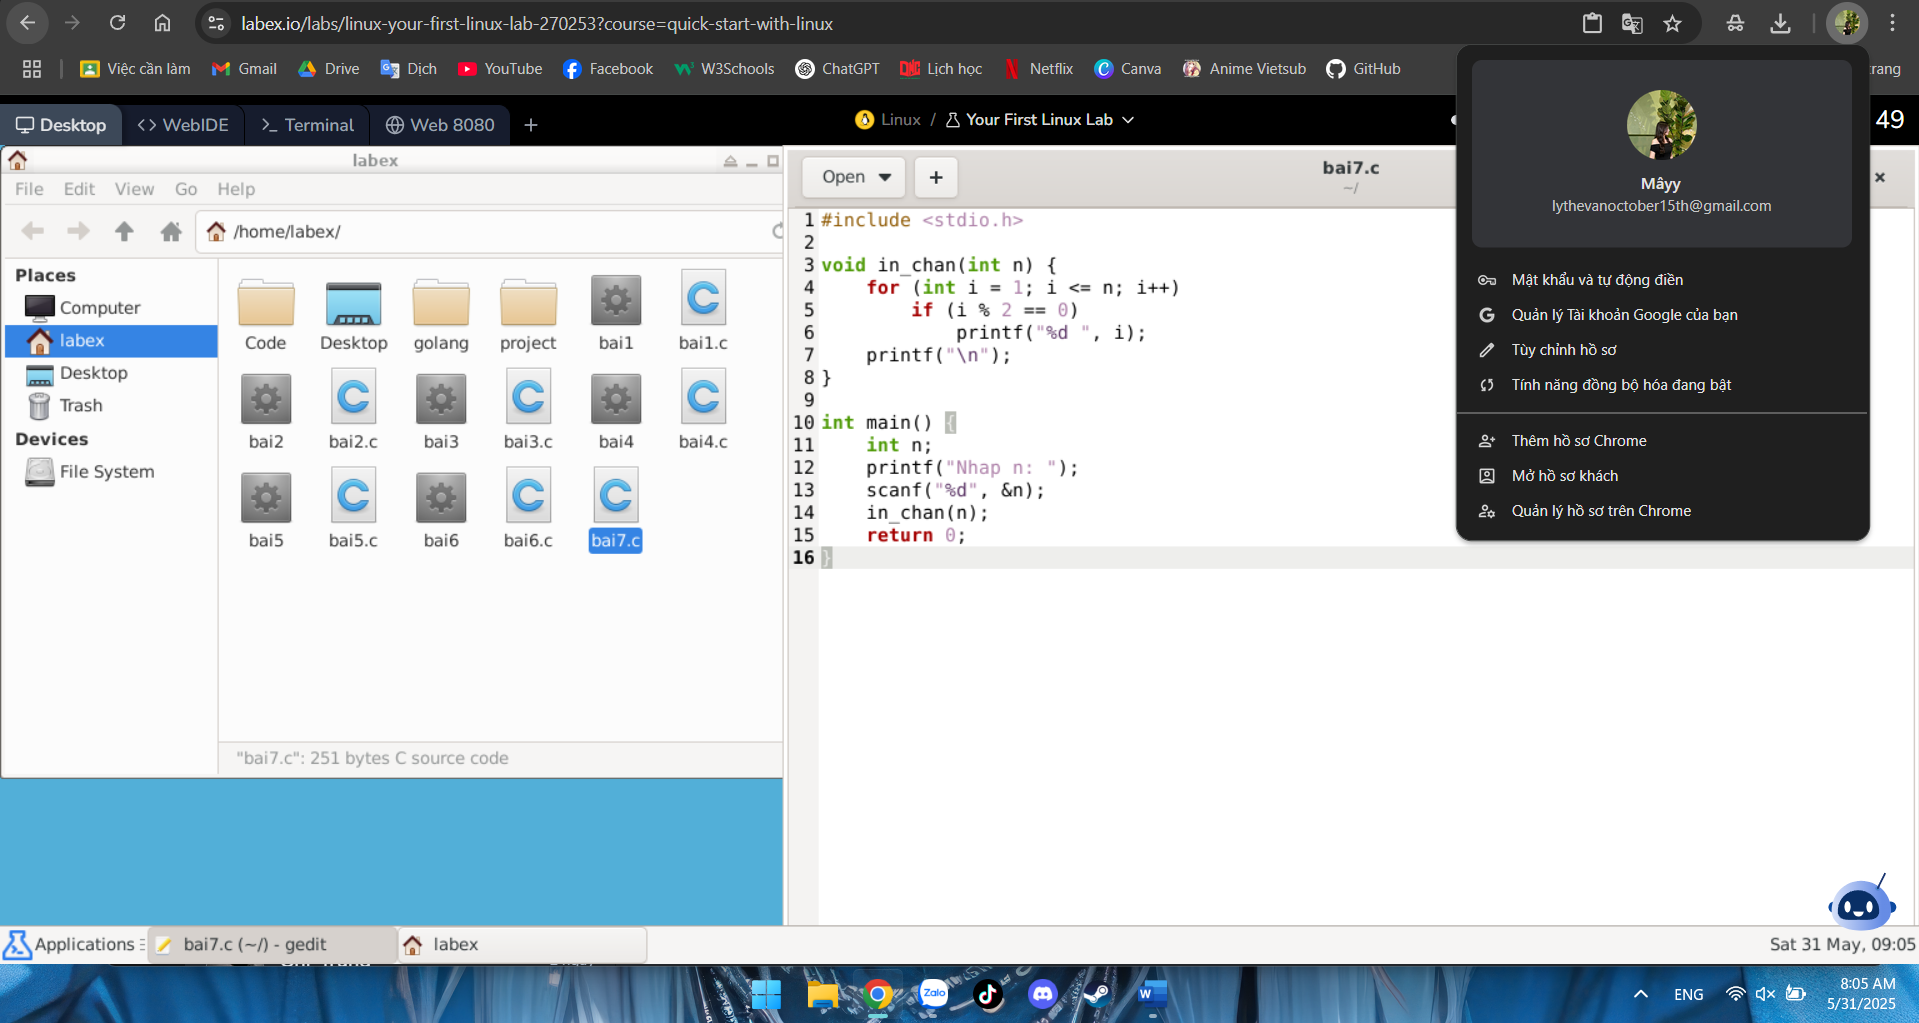 labex.io/labs/linux-your-first-linux-lab-270253?course=quick-start-with-linux
Việc cần làm Gmail Drive Dịch YouTube Facebook W3Schools ChatGPT Lịch học Netflix Canva Anime Vietsub GitHub trang
Desktop WebIDE Terminal Web 8080 + Linux / Your First Linux Lab 49
labex
File Edit View Go Help
/home/labex/
Places
Computer
labex
Desktop
Trash
Devices
File System
Code Desktop golang project bai1 bai1.c
bai2 bai2.c bai3 bai3.c bai4 bai4.c
bai5 bai5.c bai6 bai6.c bai7.c
"bai7.c": 251 bytes C source code
Open + bai7.c
~/
1 #include <stdio.h>
2
3 void in_chan(int n) {
4     for (int i = 1; i <= n; i++)
5         if (i % 2 == 0)
6             printf("%d ", i);
7     printf("\n");
8 }
9
10 int main() {
11     int n;
12     printf("Nhap n: ");
13     scanf("%d", &n);
14     in_chan(n);
15     return 0;
16 }
Mâyy
lythevanoctober15th@gmail.com
Mật khẩu và tự động điền
Quản lý Tài khoản Google của bạn
Tùy chỉnh hồ sơ
Tính năng đồng bộ hóa đang bật
Thêm hồ sơ Chrome
Mở hồ sơ khách
Quản lý hồ sơ trên Chrome
Applications bai7.c (~/) - gedit labex Sat 31 May, 09:05
Zalo W ENG 8:05 AM
5/31/2025